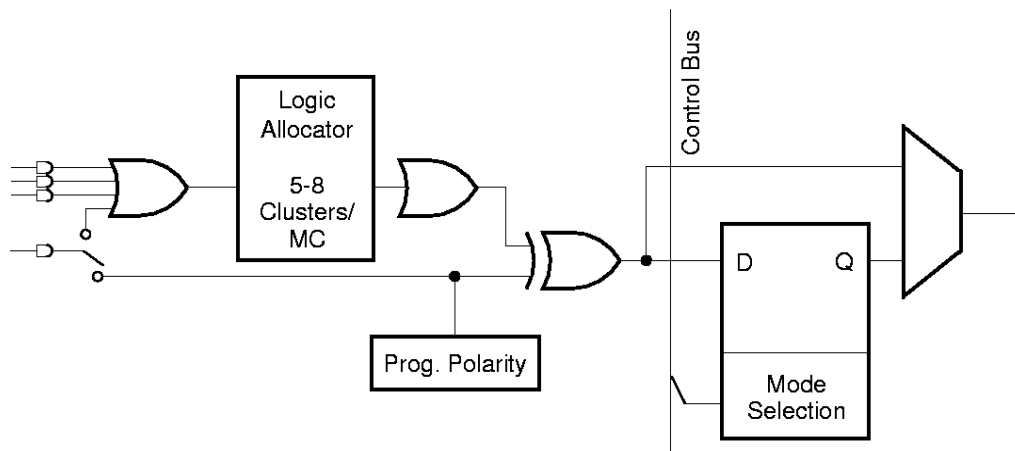 Control Bus
Logic
Allocator
5-8
Clusters/
MC
D
Q
Prog. Polarity
Mode
Selection